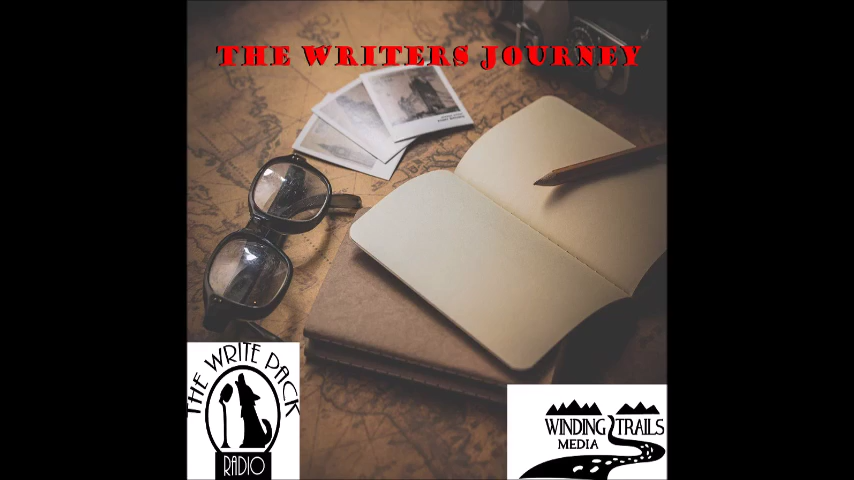 THE WRITERS JOURNEY
THE WRITE PACK
RADIO
WINDING TRAILS
MEDIA